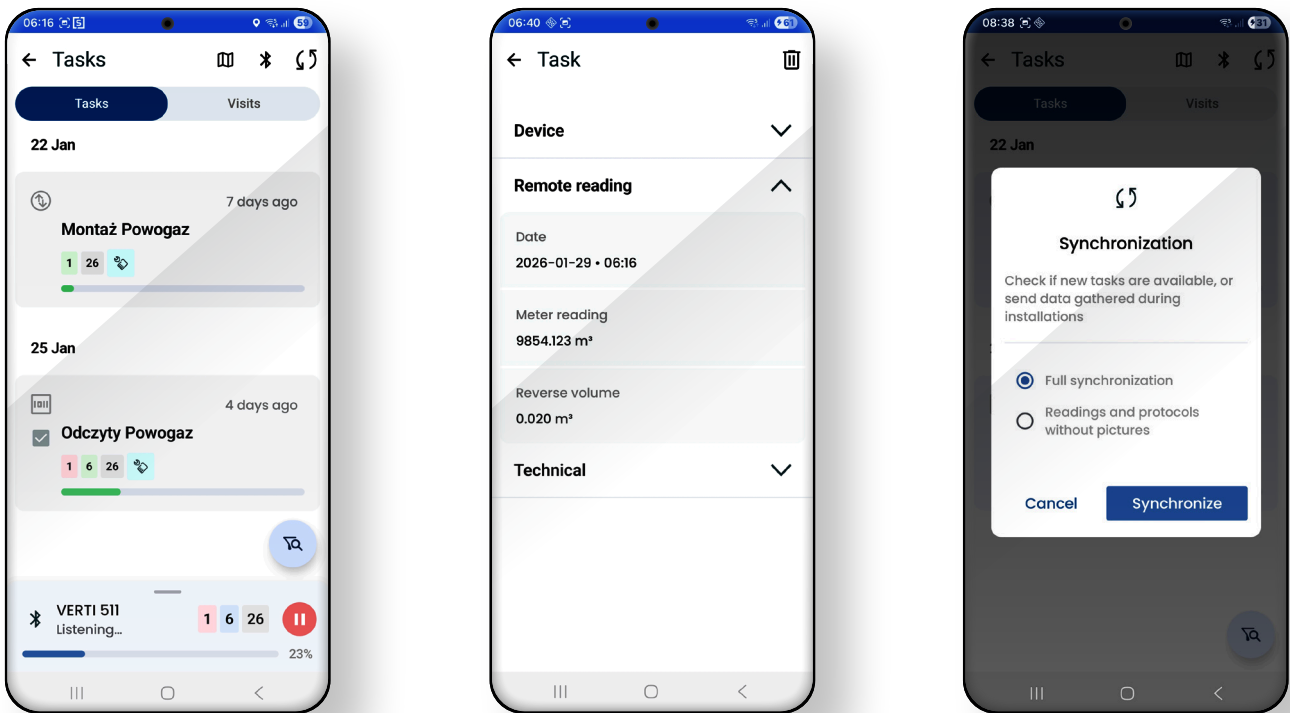 06:16
59
Tasks
Tasks
Visits
22 Jan
7 days ago
Montaż Powogaz
1 26
25 Jan
4 days ago
Odczyty Powogaz
1 6 26
VERTI 511
Listening...
1 6 26
23%
06:40
61
Task
Device
Remote reading
Date
2026-01-29 • 06:16
Meter reading
9854.123 m³
Reverse volume
0.020 m³
Technical
08:38
31
Tasks
Tasks
Visits
22 Jan
Synchronization
Check if new tasks are available, or
send data gathered during
installations
Full synchronization
Readings and protocols
without pictures
Cancel
Synchronize